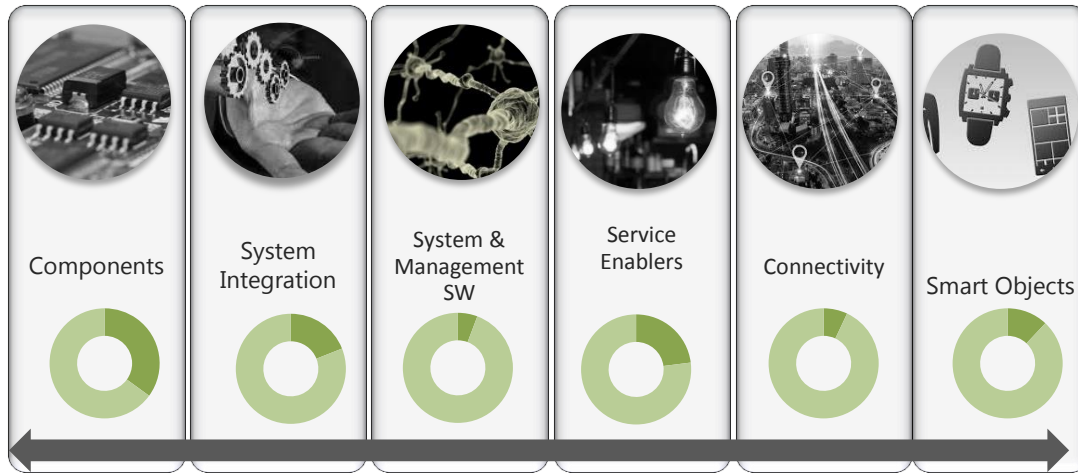 Components
System
Integration
System &
Management
SW
Service
Enablers
Connectivity
Smart Objects